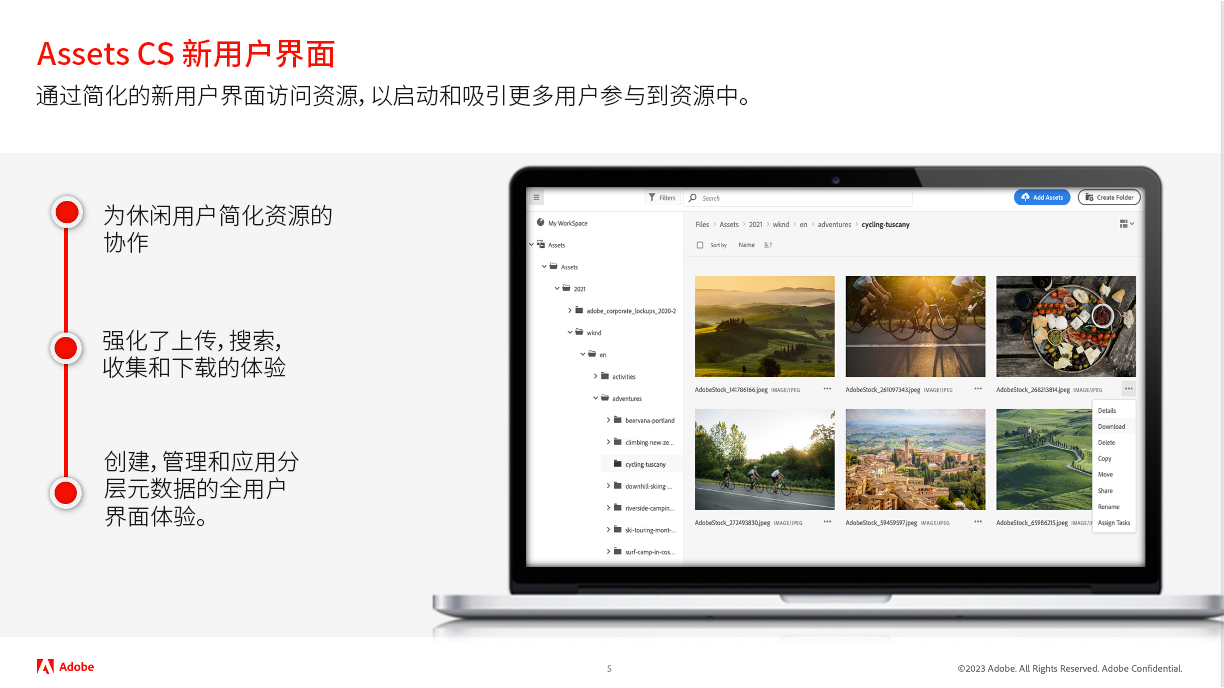 Assets CS 新用户界面
通过简化的新用户界面访问资源, 以启动和吸引更多用户参与到资源中。
为休闲用户简化资源的
协作
强化了上传, 搜索,
收集和下载的体验
创建, 管理和应用分
层元数据的全用户
界面体验。
Filters
Search
Add Assets
Create Folder
My WorkSpace
Assets
Assets
2021
adobe_corporate_lockups_2020-2
wknd
en
activities
adventures
beervana-portland
climbing-new-ze...
cycling-tuscany
downhill-skiing-...
riverside-campin...
ski-touring-mont-...
surf-camp-in-cos...
Files > Assets > 2021 > wknd > en > adventures > cycling-tuscany
Sort by Name
AdobeStock_141786166.jpeg IMAGE/JPEG
AdobeStock_261097343.jpeg IMAGE/JPEG
AdobeStock_268213814.jpeg IMAGE/JPEG
AdobeStock_272493830.jpeg IMAGE/JPEG
AdobeStock_59459597.jpeg IMAGE/JPEG
AdobeStock_65986215.jpeg
Details
Download
Delete
Copy
Move
Share
Rename
Assign Tasks
Adobe
5
©2023 Adobe. All Rights Reserved. Adobe Confidential.